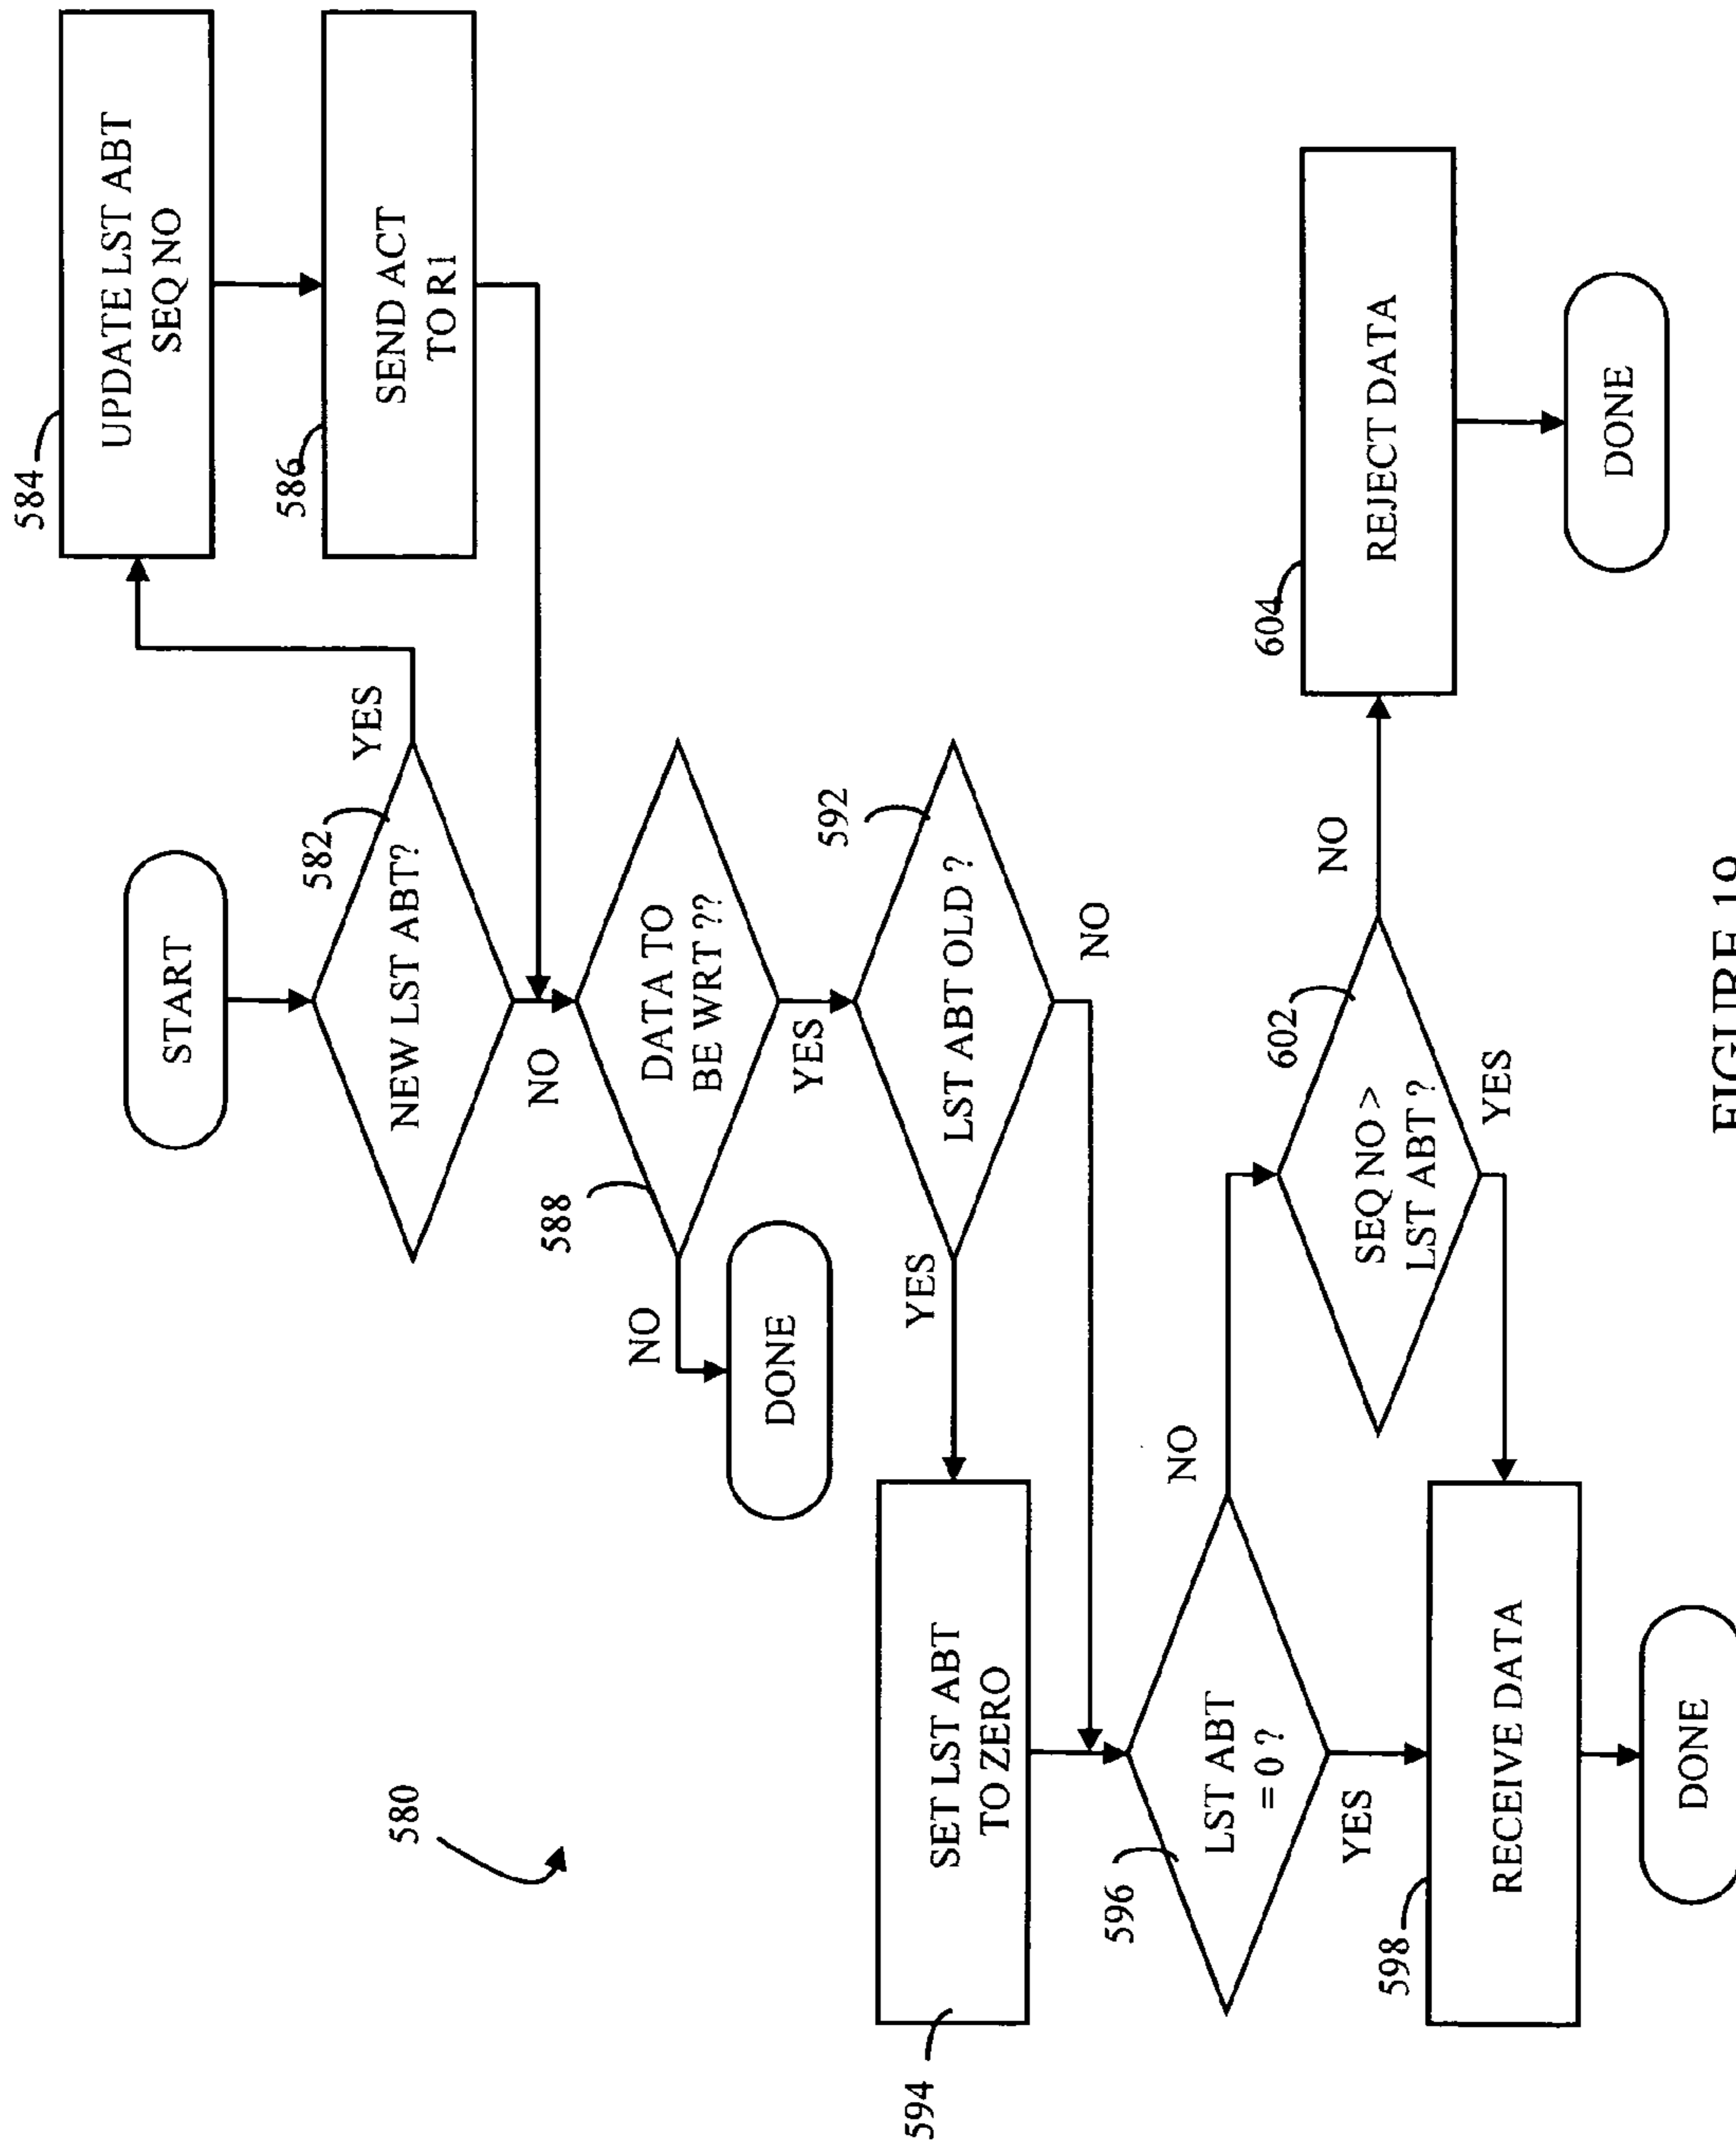 580
START
582
NEW LST ABT?
YES
584
UPDATE LST ABT
SEQ NO
586
SEND ACT
TO R1
NO
588
DATA TO
BE WRT ??
NO
DONE
YES
592
LST ABT OLD ?
YES
NO
594
SET LST ABT
TO ZERO
596
LST ABT
= 0 ?
NO
YES
602
SEQ NO >
LST ABT ?
NO
YES
604
REJECT DATA
DONE
598
RECEIVE DATA
DONE
FIGURE 19